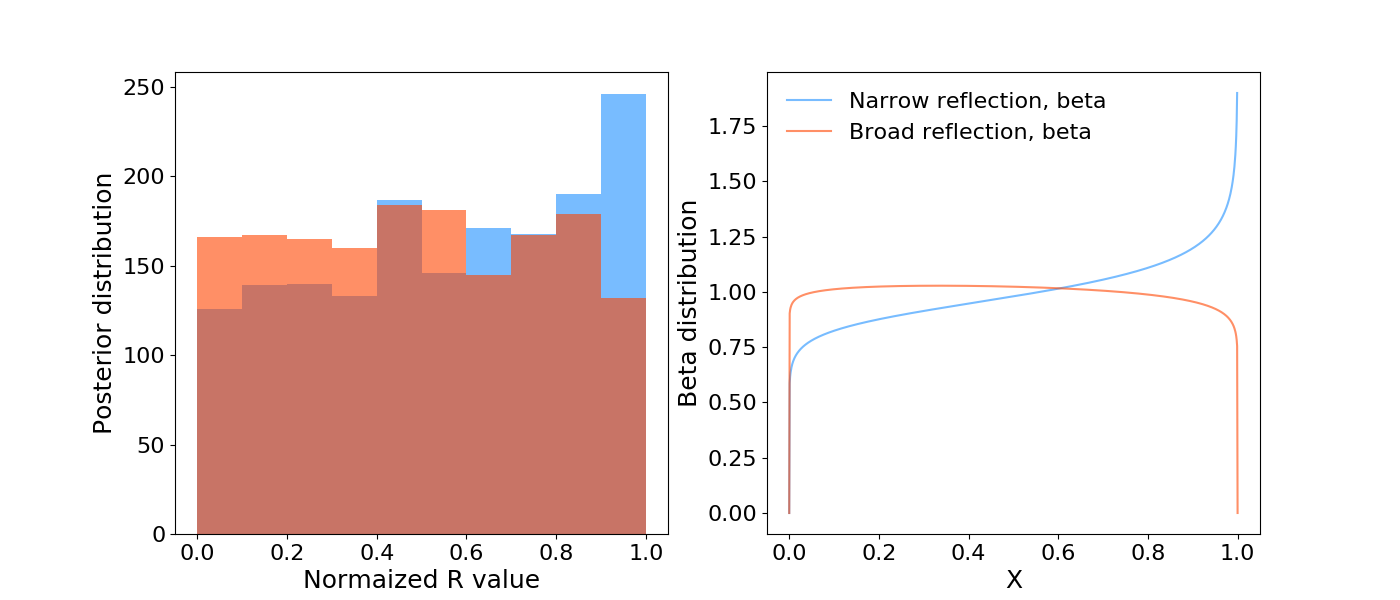 250
200
150
100
50
0
Posterior distribution
0.0 0.2 0.4 0.6 0.8 1.0
Normaized R value
Narrow reflection, beta
Broad reflection, beta
1.75
1.50
1.25
1.00
0.75
0.50
0.25
0.00
Beta distribution
0.0 0.2 0.4 0.6 0.8 1.0
X